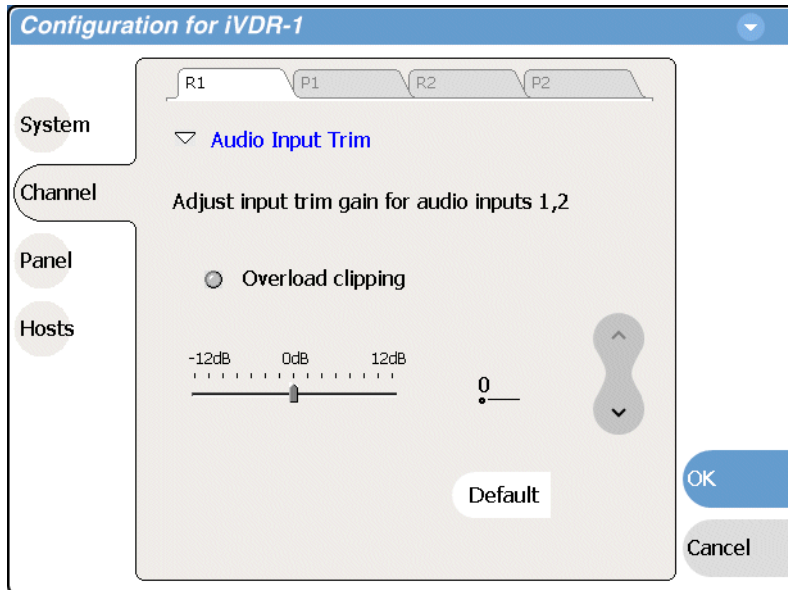 Configuration for iVDR-1
R1 P1 R2 P2
System
Channel
Panel
Hosts
Audio Input Trim
Adjust input trim gain for audio inputs 1,2
Overload clipping
-12dB 0dB 12dB
0
Default
OK
Cancel